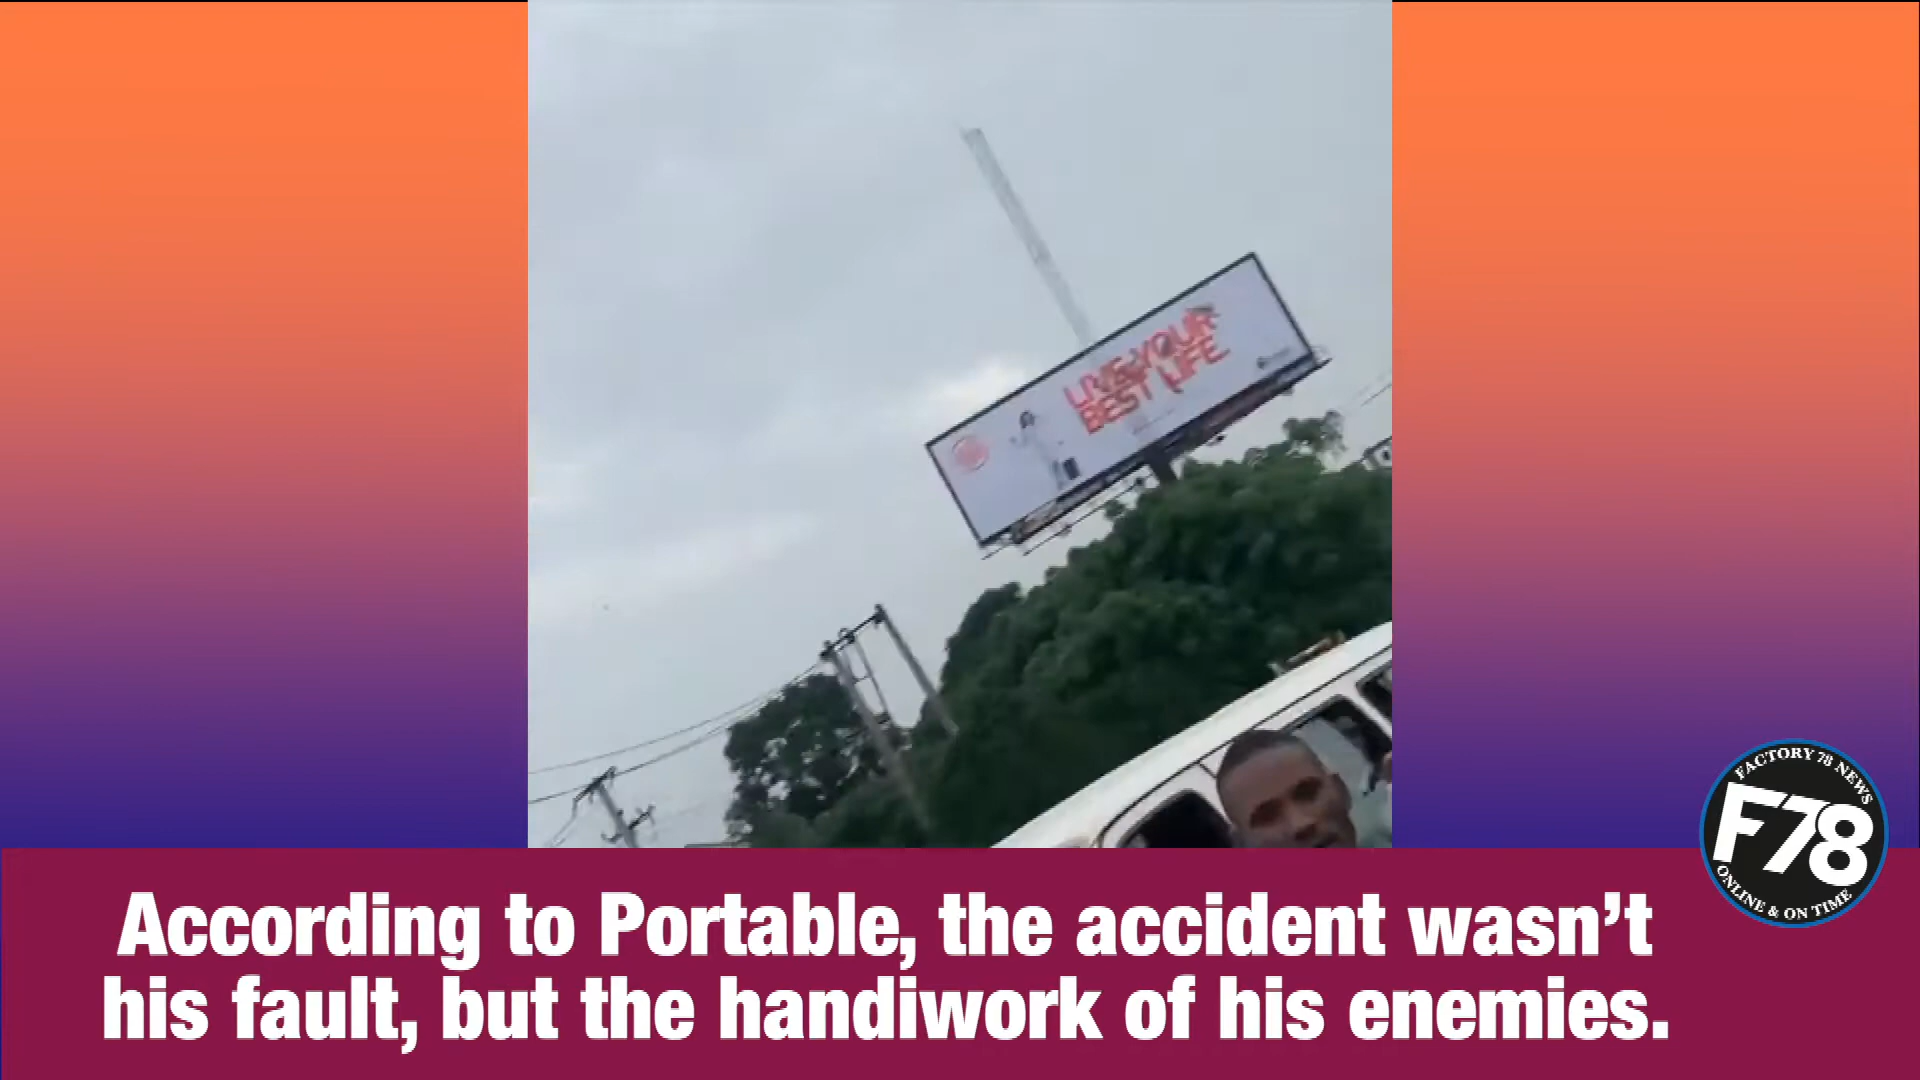 LIVE YOUR
BEST LIFE
FACTORY 78 NEWS
F78
ONLINE & ON TIME
According to Portable, the accident wasn’t
his fault, but the handiwork of his enemies.